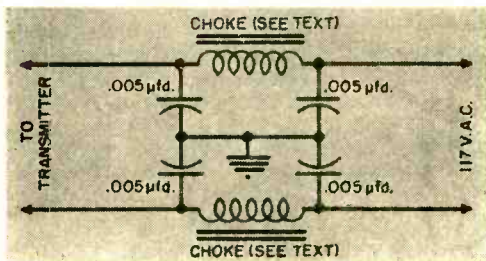 CHOKE (SEE TEXT)
.005 µfd.
.005 µfd.
TO
TRANSMITTER
117 V.A.C.
.005 µfd.
.005 µfd.
CHOKE (SEE TEXT)